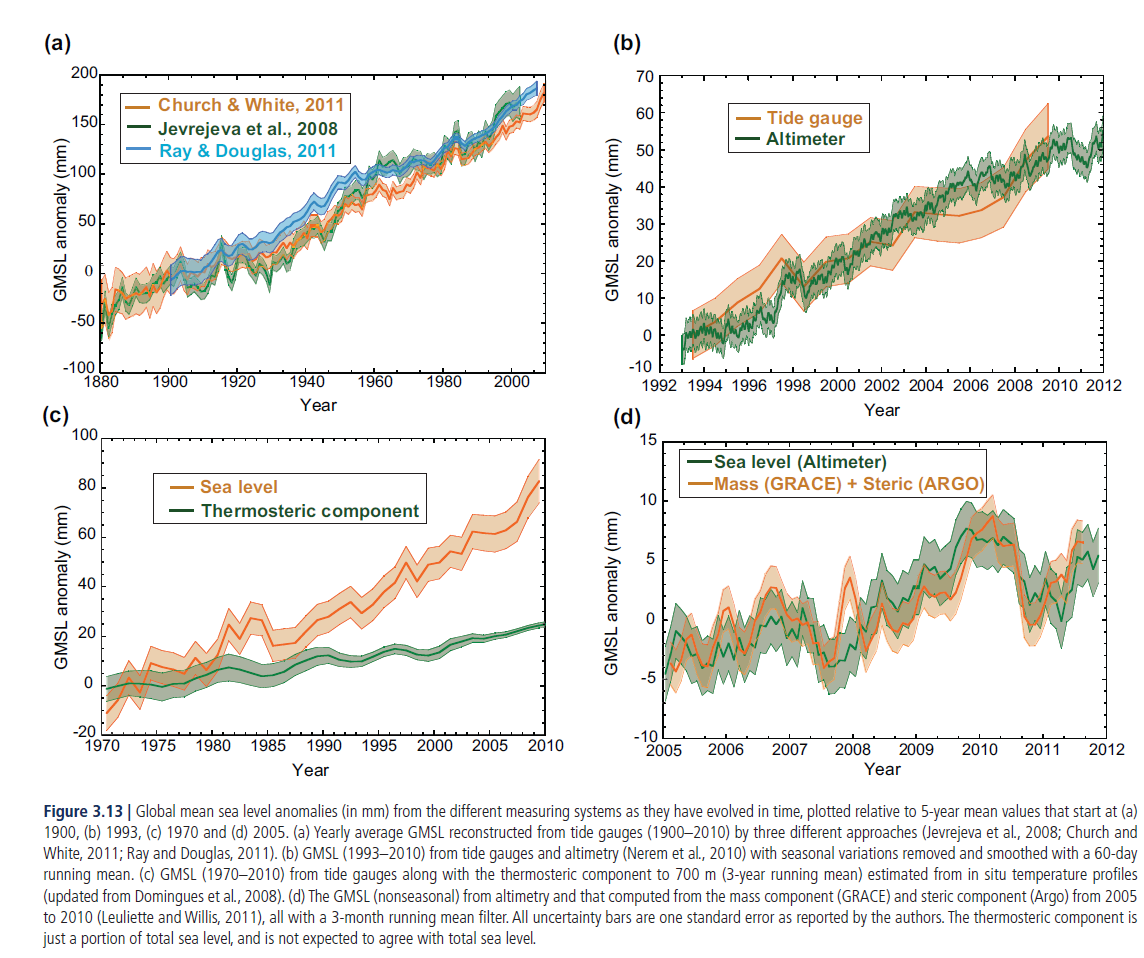 (a)
200
150
100
50
0
-50
-100
GMSL anomaly (mm)
Church & White, 2011
Jevrejeva et al., 2008
Ray & Douglas, 2011
1880 1900 1920 1940 1960 1980 2000
Year
(b)
70
60
50
40
30
20
10
0
-10
GMSL anomaly (mm)
Tide gauge
Altimeter
1992 1994 1996 1998 2000 2002 2004 2006 2008 2010 2012
Year
(c)
100
80
60
40
20
0
-20
GMSL anomaly (mm)
Sea level
Thermosteric component
1970 1975 1980 1985 1990 1995 2000 2005 2010
Year
(d)
15
10
5
0
-5
-10
GMSL anomaly (mm)
Sea level (Altimeter)
Mass (GRACE) + Steric (ARGO)
2005 2006 2007 2008 2009 2010 2011 2012
Year
Figure 3.13 | Global mean sea level anomalies (in mm) from the different measuring systems as they have evolved in time, plotted relative to 5-year mean values that start at (a)
1900, (b) 1993, (c) 1970 and (d) 2005. (a) Yearly average GMSL reconstructed from tide gauges (1900–2010) by three different approaches (Jevrejeva et al., 2008; Church and
White, 2011; Ray and Douglas, 2011). (b) GMSL (1993–2010) from tide gauges and altimetry (Nerem et al., 2010) with seasonal variations removed and smoothed with a 60-day
running mean. (c) GMSL (1970–2010) from tide gauges along with the thermosteric component to 700 m (3-year running mean) estimated from in situ temperature profiles
(updated from Domingues et al., 2008). (d) The GMSL (nonseasonal) from altimetry and that computed from the mass component (GRACE) and steric component (Argo) from 2005
to 2010 (Leuliette and Willis, 2011), all with a 3-month running mean filter. All uncertainty bars are one standard error as reported by the authors. The thermosteric component is
just a portion of total sea level, and is not expected to agree with total sea level.